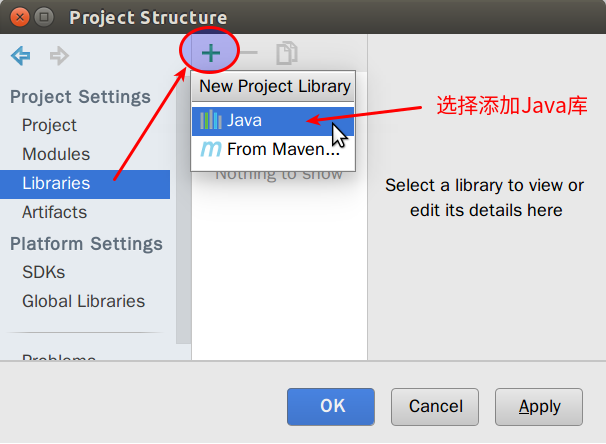 Project Structure
Project Settings
Project
Modules
Libraries
Artifacts
Platform Settings
SDKs
Global Libraries
Problems
New Project Library
Java
From Maven...
Nothing to show
选择添加Java库
Select a library to view or
edit its details here
OK
Cancel
Apply